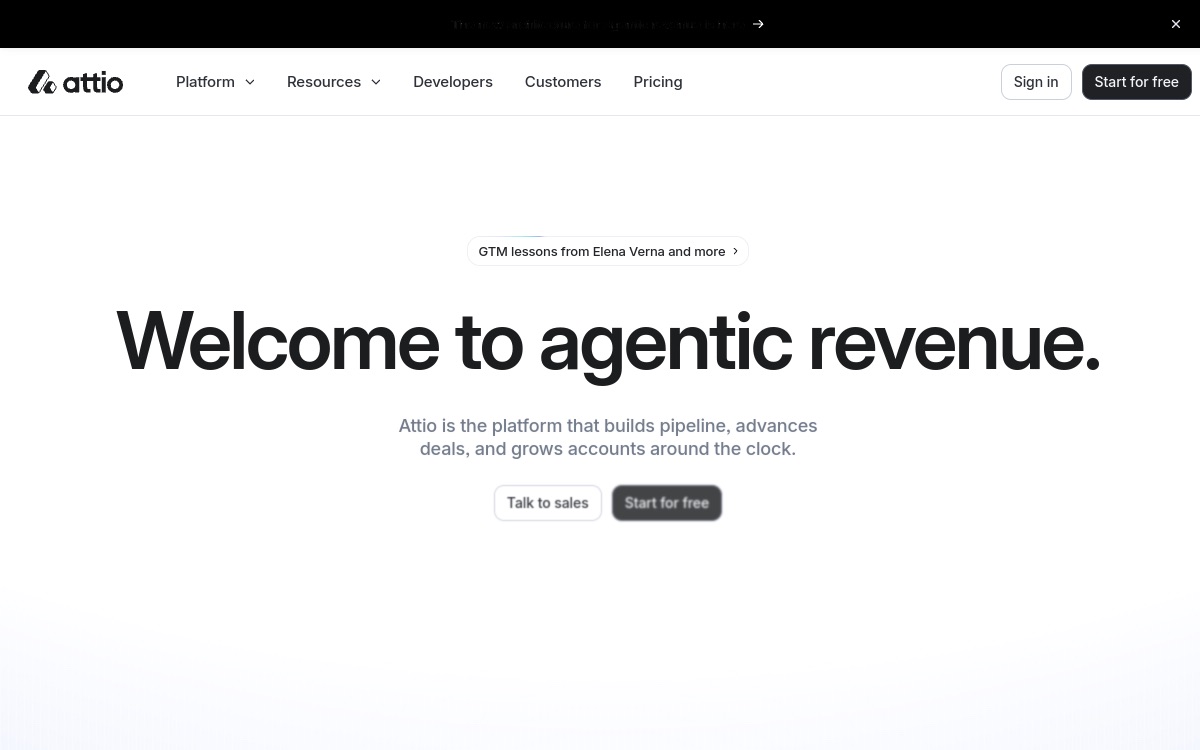 attio
Platform
Resources
Developers
Customers
Pricing
Sign in
Start for free
GTM lessons from Elena Verna and more
Welcome to agentic revenue.
Attio is the platform that builds pipeline, advances
deals, and grows accounts around the clock.
Talk to sales
Start for free